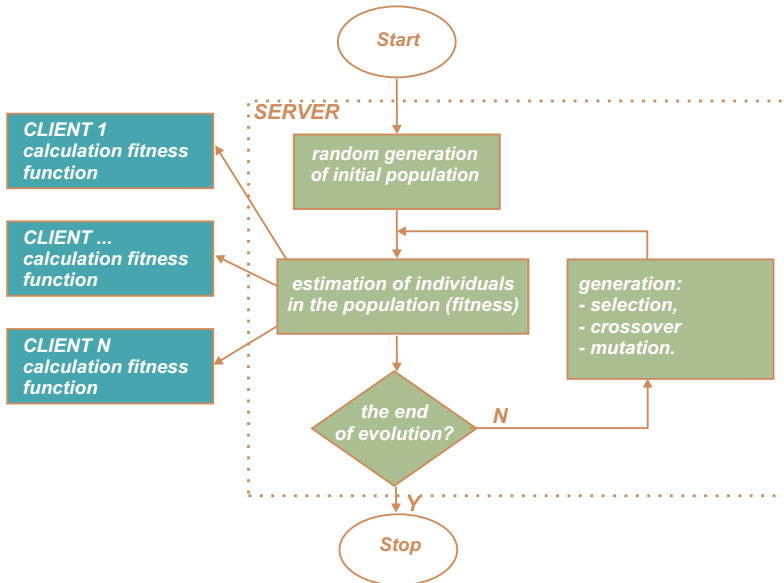 Start
SERVER
CLIENT 1
calculation fitness
function
random generation
of initial population
CLIENT ...
calculation fitness
function
estimation of individuals
in the population (fitness)
generation:
- selection,
- crossover
- mutation.
CLIENT N
calculation fitness
function
the end
of evolution?
N
Y
Stop